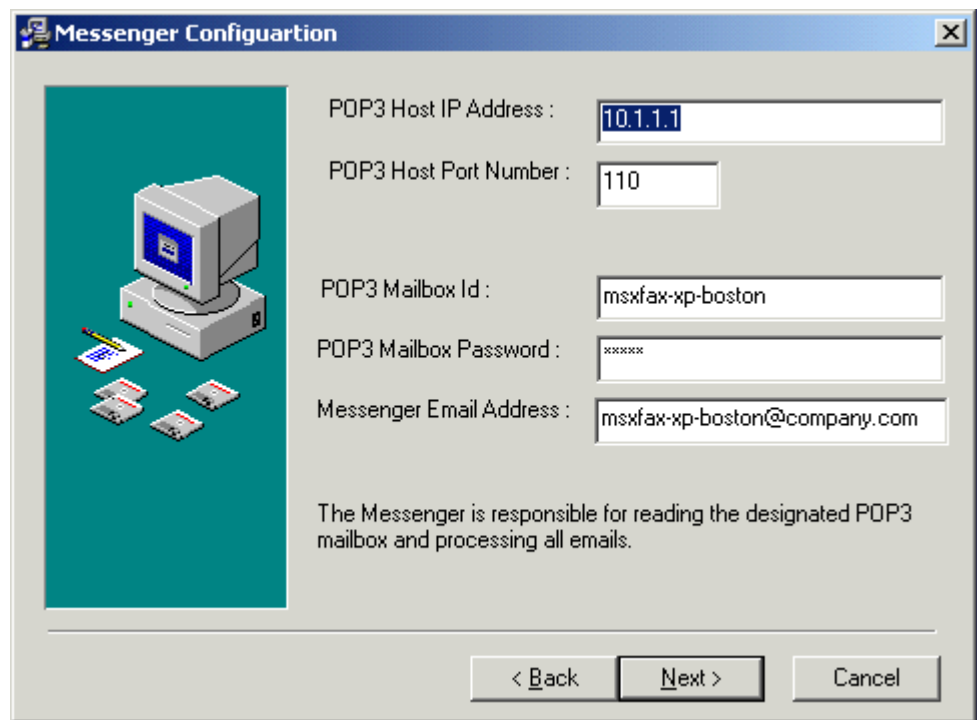 Messenger Configuartion
POP3 Host IP Address :
10.1.1.1
POP3 Host Port Number :
110
POP3 Mailbox Id :
msxfax-xp-boston
POP3 Mailbox Password :
×××××
Messenger Email Address :
msxfax-xp-boston@company.com
The Messenger is responsible for reading the designated POP3
mailbox and processing all emails.
< Back
Next >
Cancel